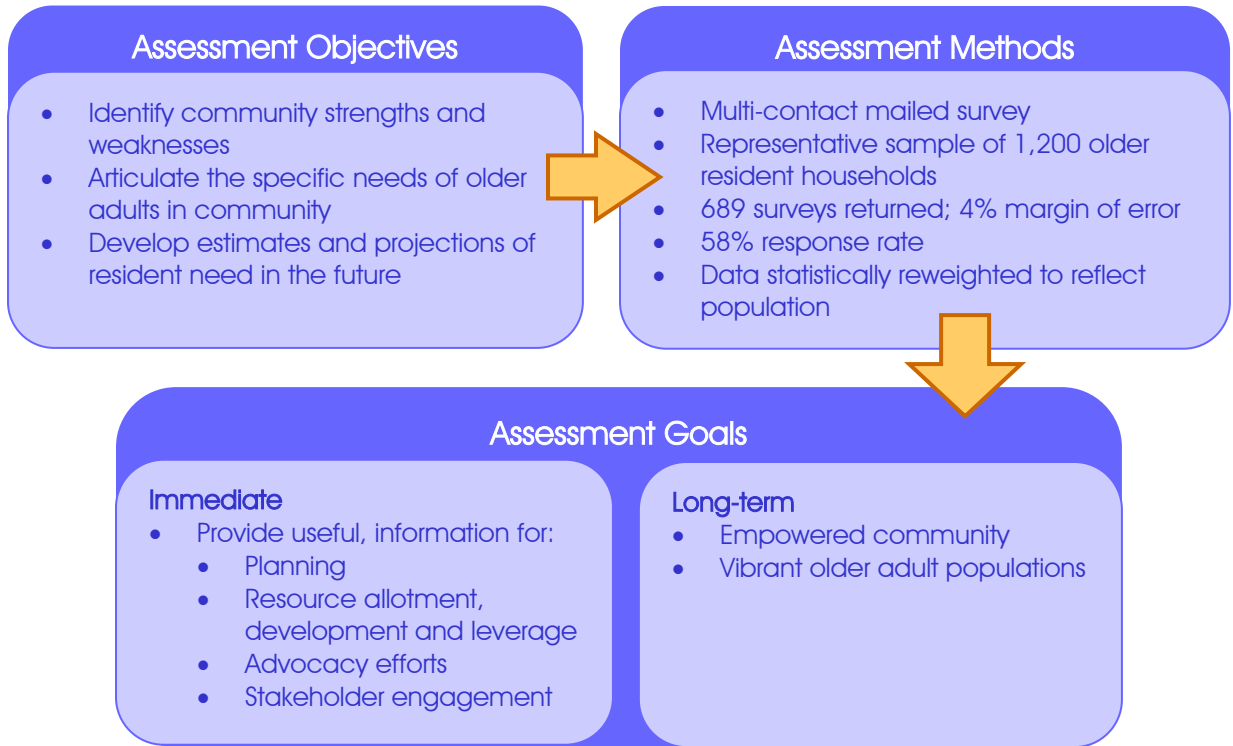 Assessment Objectives
• Identify community strengths and
weaknesses
• Articulate the specific needs of older
adults in community
• Develop estimates and projections of
resident need in the future
Assessment Methods
• Multi-contact mailed survey
• Representative sample of 1,200 older
resident households
• 689 surveys returned; 4% margin of error
• 58% response rate
• Data statistically reweighted to reflect
population
Assessment Goals
Immediate
• Provide useful, information for:
• Planning
• Resource allotment,
development and leverage
• Advocacy efforts
• Stakeholder engagement
Long-term
• Empowered community
• Vibrant older adult populations